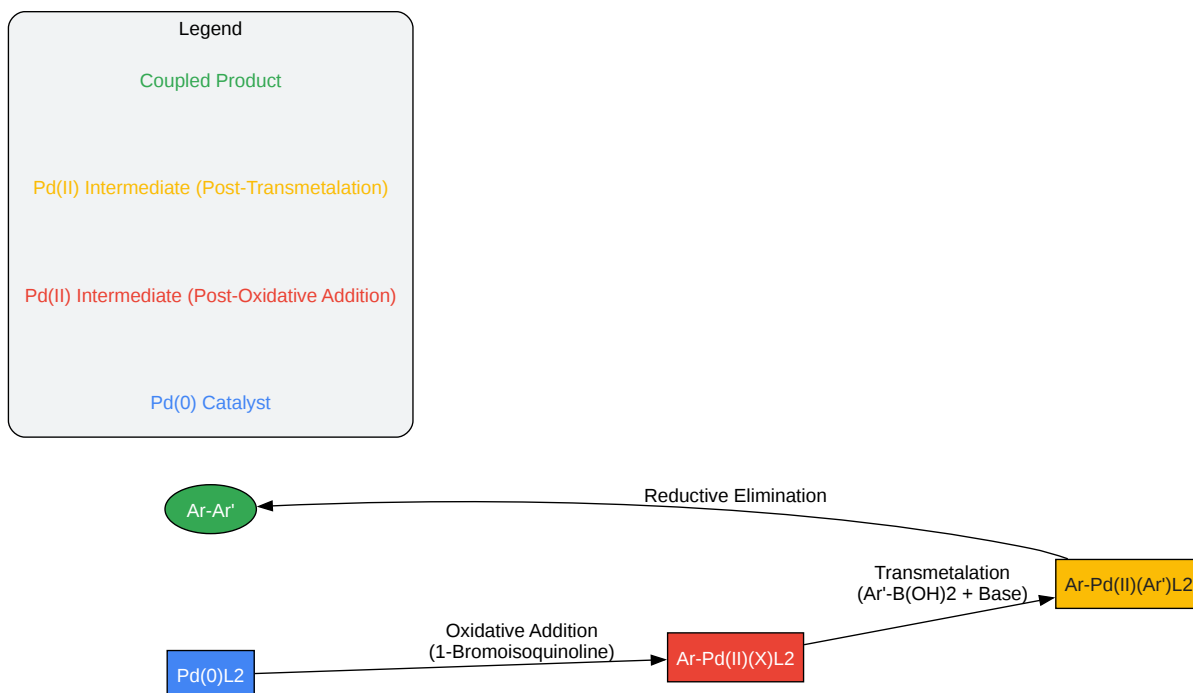 Legend
Coupled Product
Pd(II) Intermediate (Post-Transmetalation)
Pd(II) Intermediate (Post-Oxidative Addition)
Pd(0) Catalyst
Reductive Elimination
Ar-Ar'
Transmetalation
(Ar'-B(OH)2 + Base)
Ar-Pd(II)(Ar')L2
Oxidative Addition
(1-Bromoisoquinoline)
Ar-Pd(II)(X)L2
Pd(0)L2